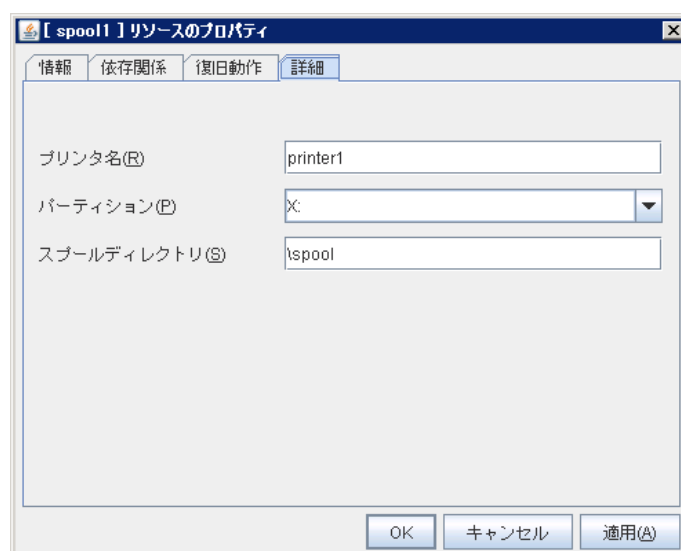 [ spool1 ] リソースのプロパティ
情報 依存関係 復旧動作 詳細
プリンタ名(R) printer1
パーティション(P) X:
スプールディレクトリ(S) \spool
OK キャンセル 適用(A)